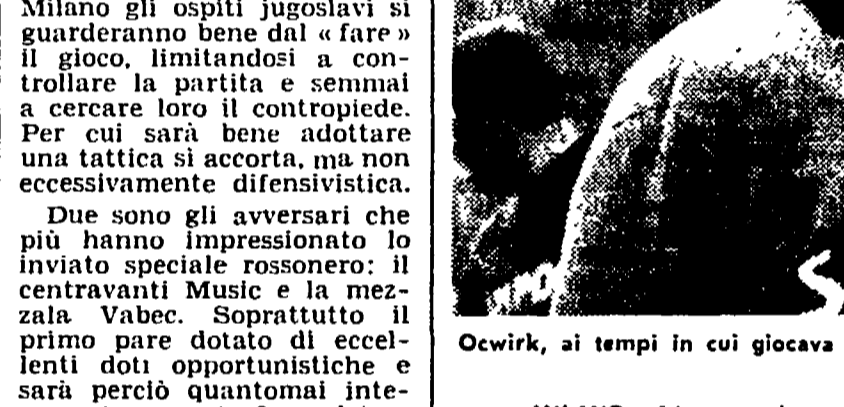 Milano gli ospiti jugoslavi si
guarderanno bene dal « fare »
il gioco, limitandosi a con-
trollare la partita e semmai
a cercare loro il contropiede.
Per cui sarà bene adottare
una tattica sì accorta, ma non
eccessivamente difensivistica.
Due sono gli avversari che
più hanno impressionato lo
inviato speciale rossonero: il
centravanti Music e la mez-
zala Vabec. Soprattutto il
primo pare dotato di eccel-
lenti doti opportunistiche e
sarà perciò quantomai inte-
Ocwirk, ai tempi in cui giocava